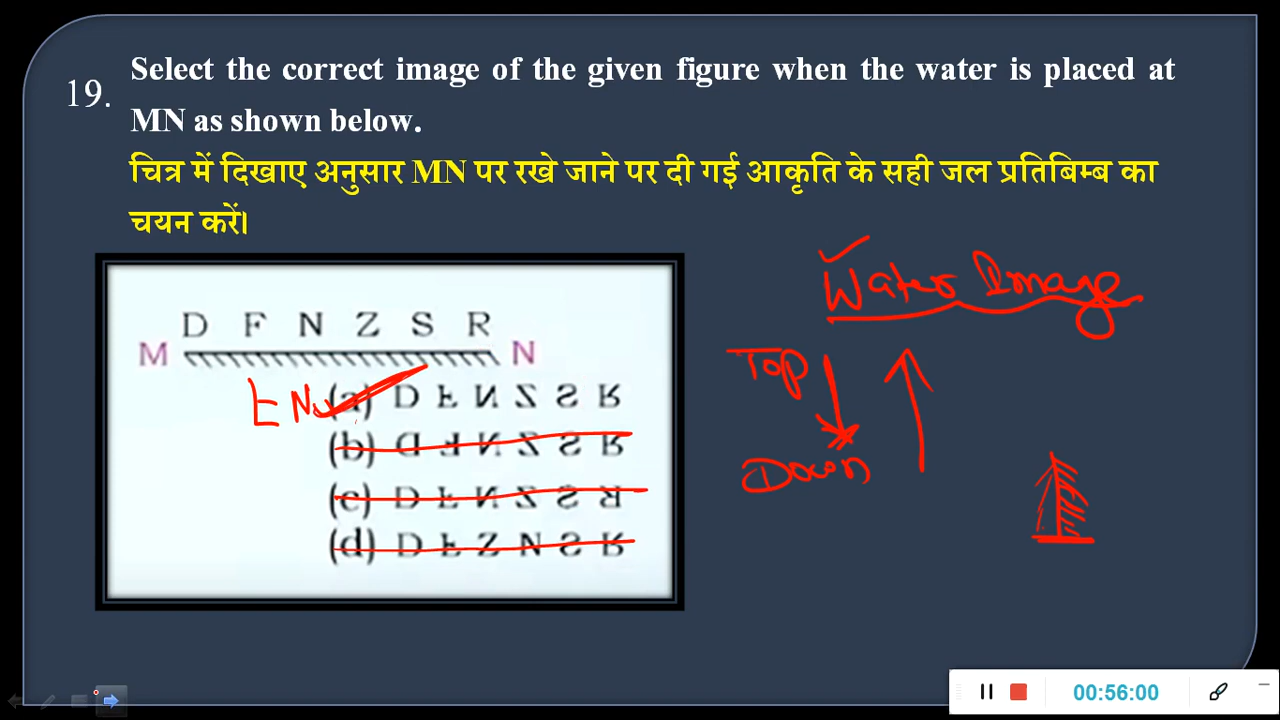 19.
Select the correct image of the given figure when the water is placed at
MN as shown below.
चित्र में दिखाए अनुसार MN पर रखे जाने पर दी गई आकृति के सही जल प्रतिबिम्ब का
चयन करें।
D F N Z S R
M N
(a) D F N Z S R
(b) D F N Z S R
(c) D F N Z S R
(d) D F Z N S R
E N
Water Image
Top
Down
00:56:00